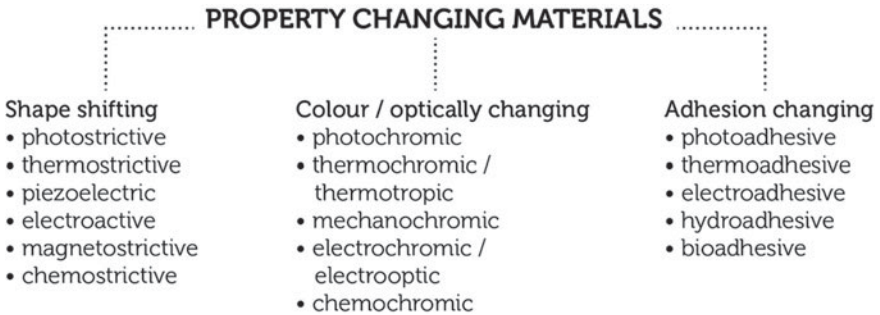 PROPERTY CHANGING MATERIALS
Shape shifting
• photostrictive
• thermostrictive
• piezoelectric
• electroactive
• magnetostrictive
• chemostrictive
Colour / optically changing
• photochromic
• thermochromic /
thermotropic
• mechanochromic
• electrochromic /
electrooptic
• chemochromic
Adhesion changing
• photoadhesive
• thermoadhesive
• electroadhesive
• hydroadhesive
• bioadhesive